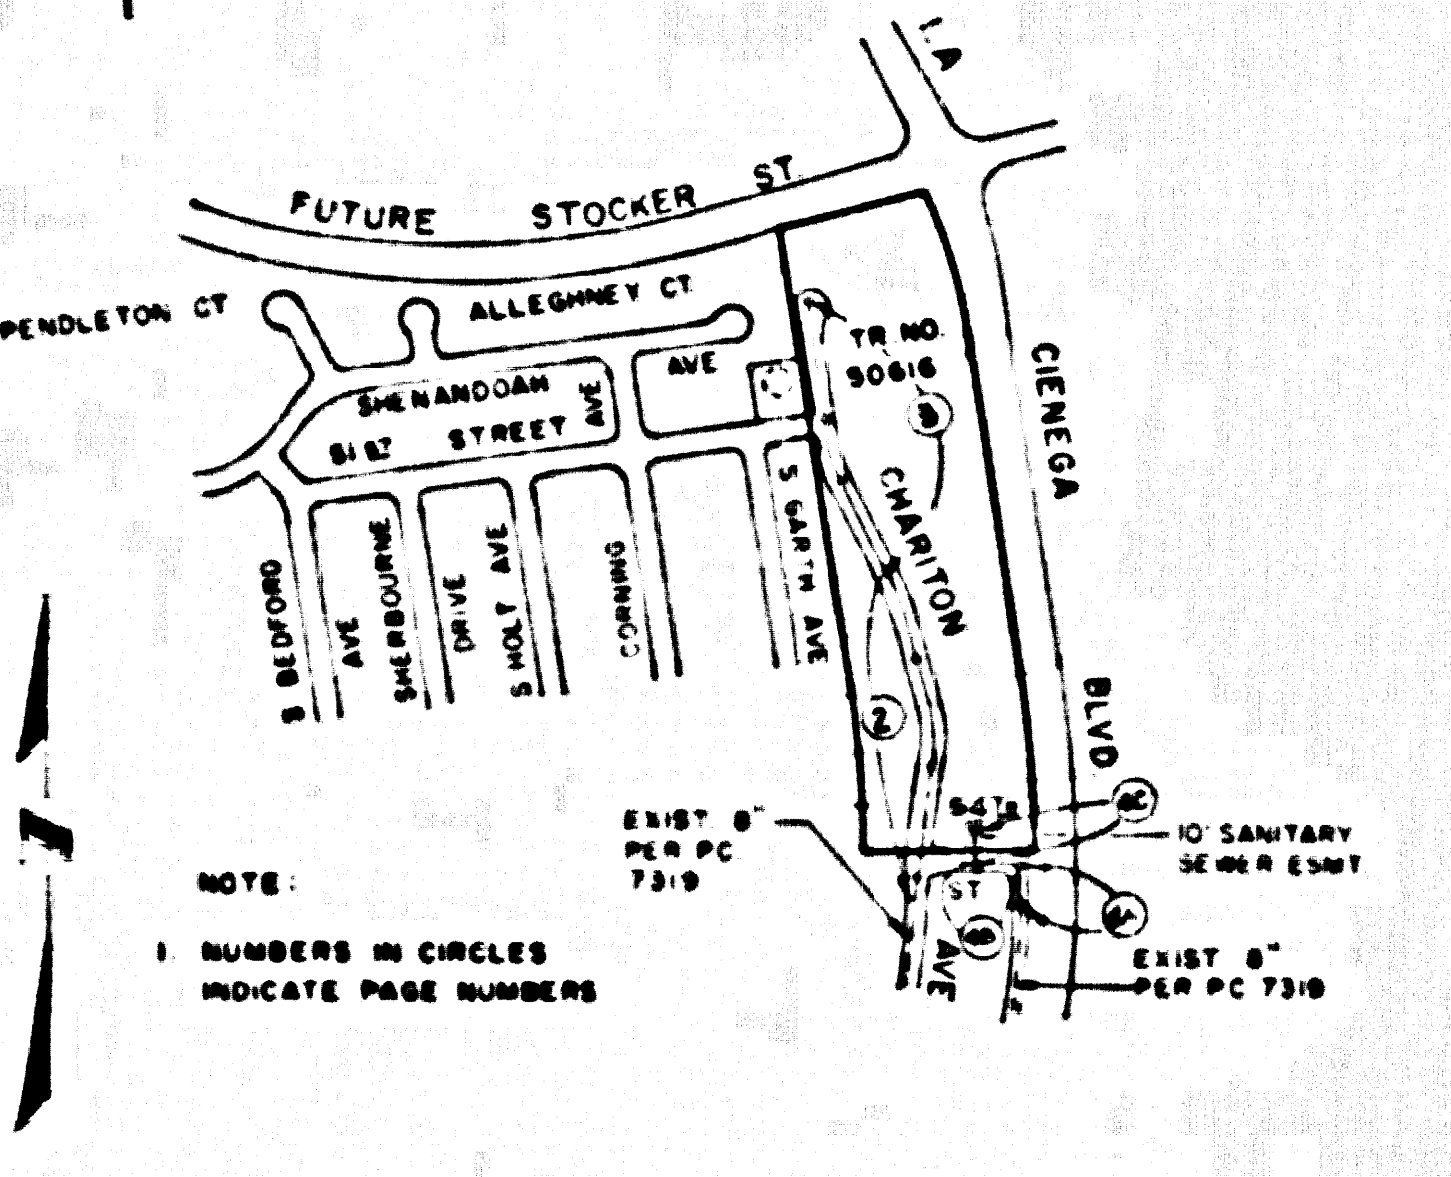 LA
FUTURE STOCKER ST.
PENDLETON CT
ALLEGHNEY CT
TR. NO.
AVE
SHENANDOAH
AVE
STREET
CIENEGA
CHARITON
S GARTH AVE
S BEDFORD
AVE
SHERBOURNE
DRIVE
S HOLT AVE
CORNING
2
BLVD.
EXIST. 8"
PER PC
7319
10' SANITARY
SEWER ESMT
ST
NOTE:
1. NUMBERS IN CIRCLES
INDICATE PAGE NUMBERS
AVE
EXIST 8"
PER PC 7319